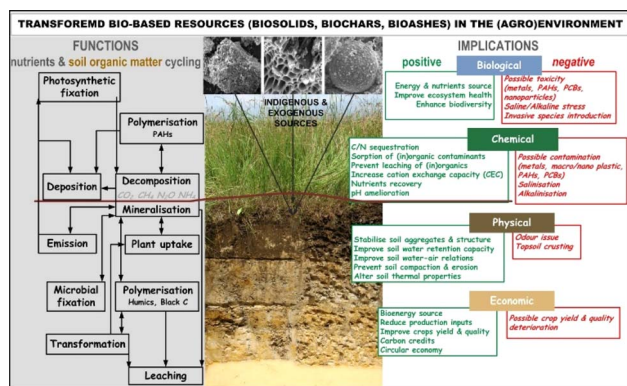 TRANSFOREMD BIO-BASED RESOURCES (BIOSOLIDS, BIOCHARS, BIOASHES) IN THE (AGRO)ENVIRONMENT
FUNCTIONS
nutrients & soil organic matter cycling
Photosynthetic
fixation
Polymerisation
PAHs
Deposition
Decomposition
CO2 CH4 N2O NH3
Mineralisation
Emission
Plant uptake
Microbial
fixation
Polymerisation
Humics, Black C
Transformation
Leaching
INDIGENOUS &
EXOGENOUS
SOURCES
IMPLICATIONS
positive
Biological
negative
Energy & nutrients source
Improve ecosystem health
Enhance biodiversity
Possible toxicity
(metals, PAHs, PCBs,
nanoparticles)
Saline/Alkaline stress
Invasive species introduction
Chemical
C/N sequestration
Sorption of (in)organic contaminants
Prevent leaching of (in)organics
Increase cation exchange capacity (CEC)
Nutrients recovery
pH amelioration
Possible contamination
(metals, macro/nano plastic,
PAHs, PCBs)
Salinisation
Alkalinisation
Physical
Stabilise soil aggregates & structure
Improve soil water retention capacity
Improve soil water-air relations
Prevent soil compaction & erosion
Alter soil thermal properties
Odour issue
Topsoil crusting
Economic
Bioenergy source
Reduce production inputs
Improve crops yield & quality
Carbon credits
Circular economy
Possible crop yield & quality
deterioration